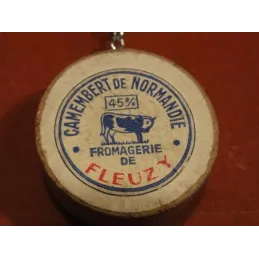 CAMEMBERT DE NORMANDIE
45%
FROMAGERIE
DE
FLEUZY